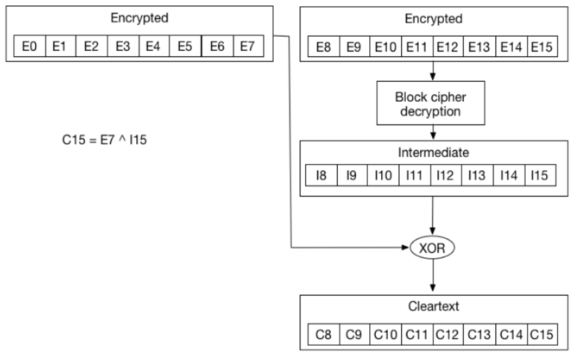 Encrypted
E0 E1 E2 E3 E4 E5 E6 E7
Encrypted
E8 E9 E10 E11 E12 E13 E14 E15
Block cipher
decryption
C15 = E7 ^ I15
Intermediate
I8 I9 I10 I11 I12 I13 I14 I15
XOR
Cleartext
C8 C9 C10 C11 C12 C13 C14 C15